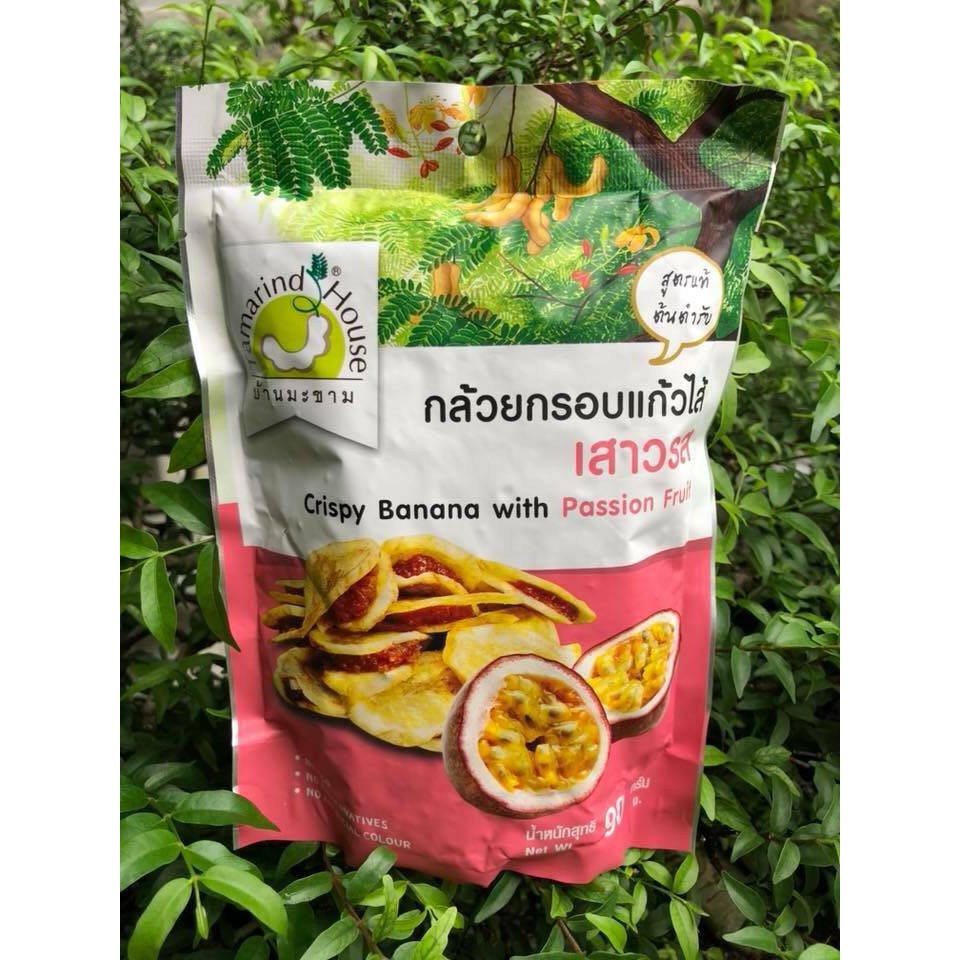 Tamarind House®
บ้านมะขาม
สูตรแท้
ต้นตำรับ
กล้วยกรอบแก้วไส้
เสาวรส
Crispy Banana with Passion Fruit
น้ำหนักสุทธิ 90 กรัม
Net Wt. g.
COLOUR